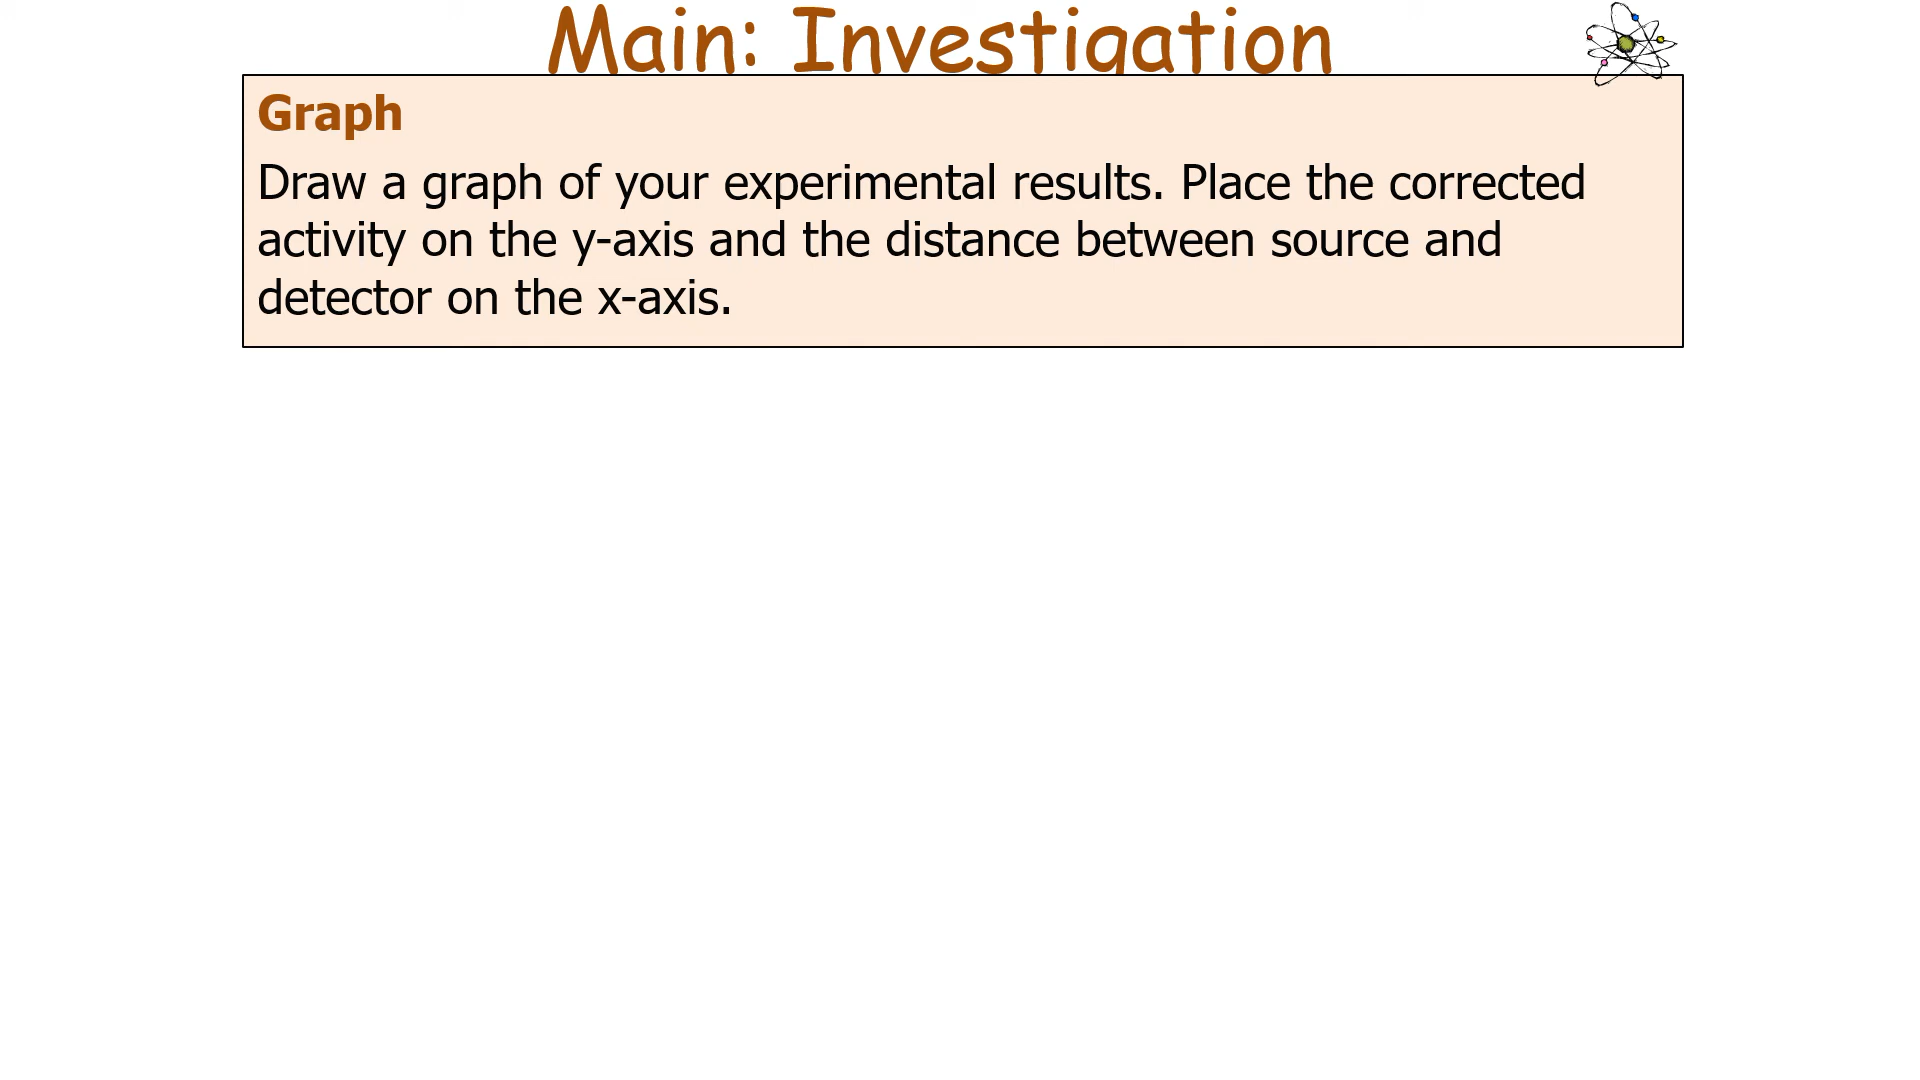 Main: Investigation
Graph
Draw a graph of your experimental results. Place the corrected
activity on the y-axis and the distance between source and
detector on the x-axis.